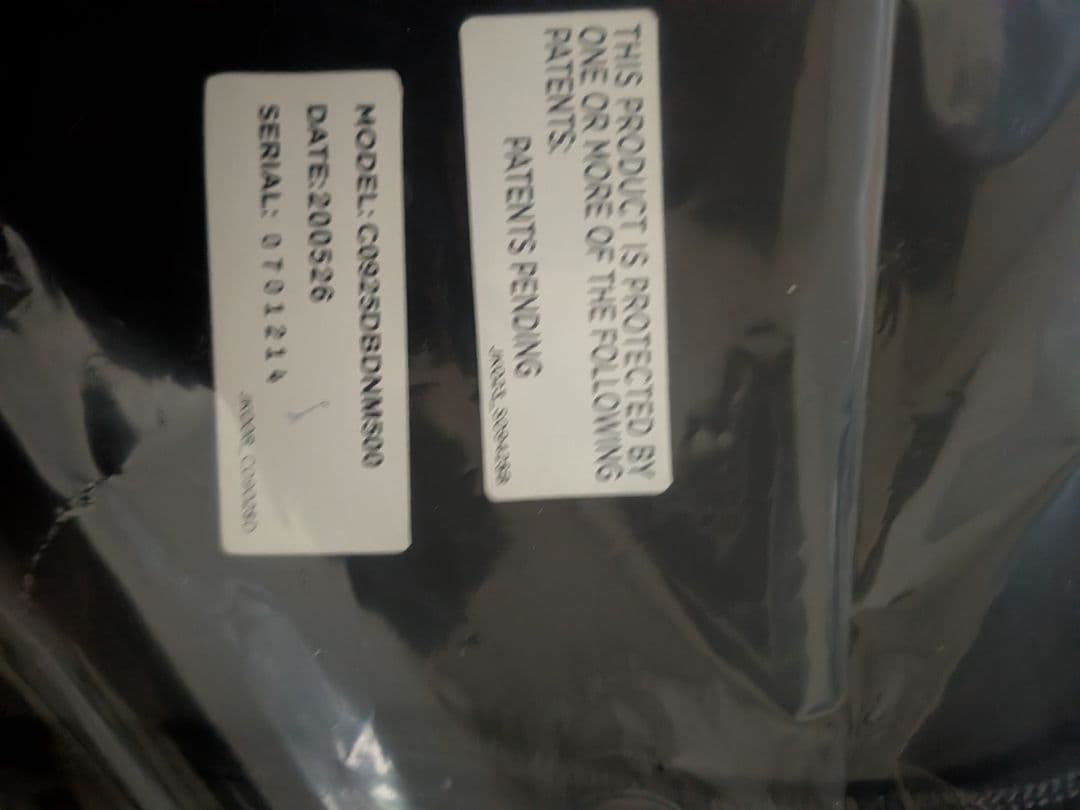 THIS PRODUCT IS PROTECTED BY
ONE OR MORE OF THE FOLLOWING
PATENTS:
PATENTS PENDING
MODEL: C0925DBDNM500
DATE:200526
SERIAL: 0701214